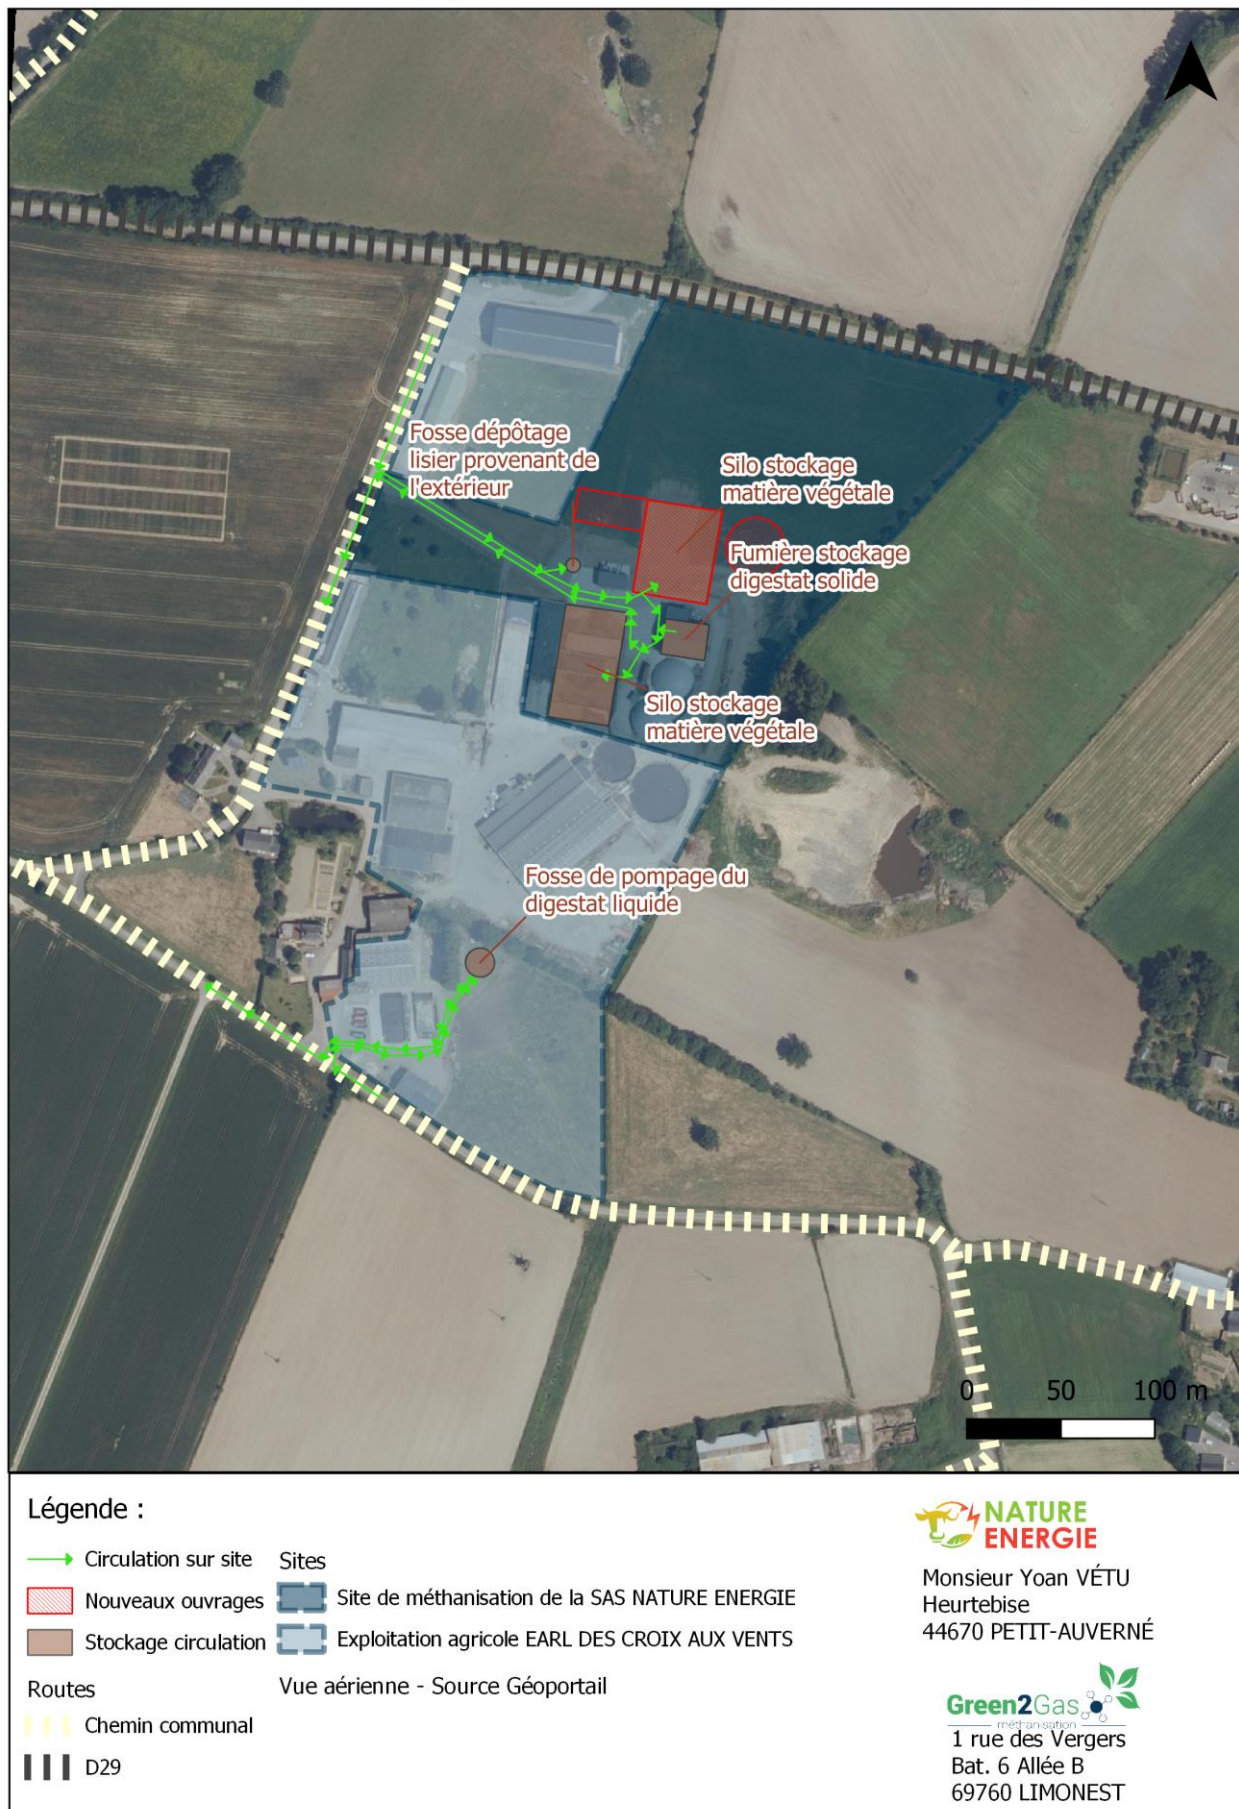 Fosse dépôtage
lisier provenant de
l'extérieur
Silo stockage
matière végétale
Fumière stockage
digestat solide
Silo stockage
matière végétale
Fosse de pompage du
digestat liquide
0 50 100 m
Légende :
Circulation sur site
Nouveaux ouvrages
Stockage circulation
Routes
Chemin communal
D29
Sites
Site de méthanisation de la SAS NATURE ENERGIE
Exploitation agricole EARL DES CROIX AUX VENTS
Vue aérienne - Source Géoportail
NATURE
ENERGIE
Monsieur Yoan VÉTU
Heurtebise
44670 PETIT-AUVERNÉ
Green2Gas
méthanisation
1 rue des Vergers
Bat. 6 Allée B
69760 LIMONEST